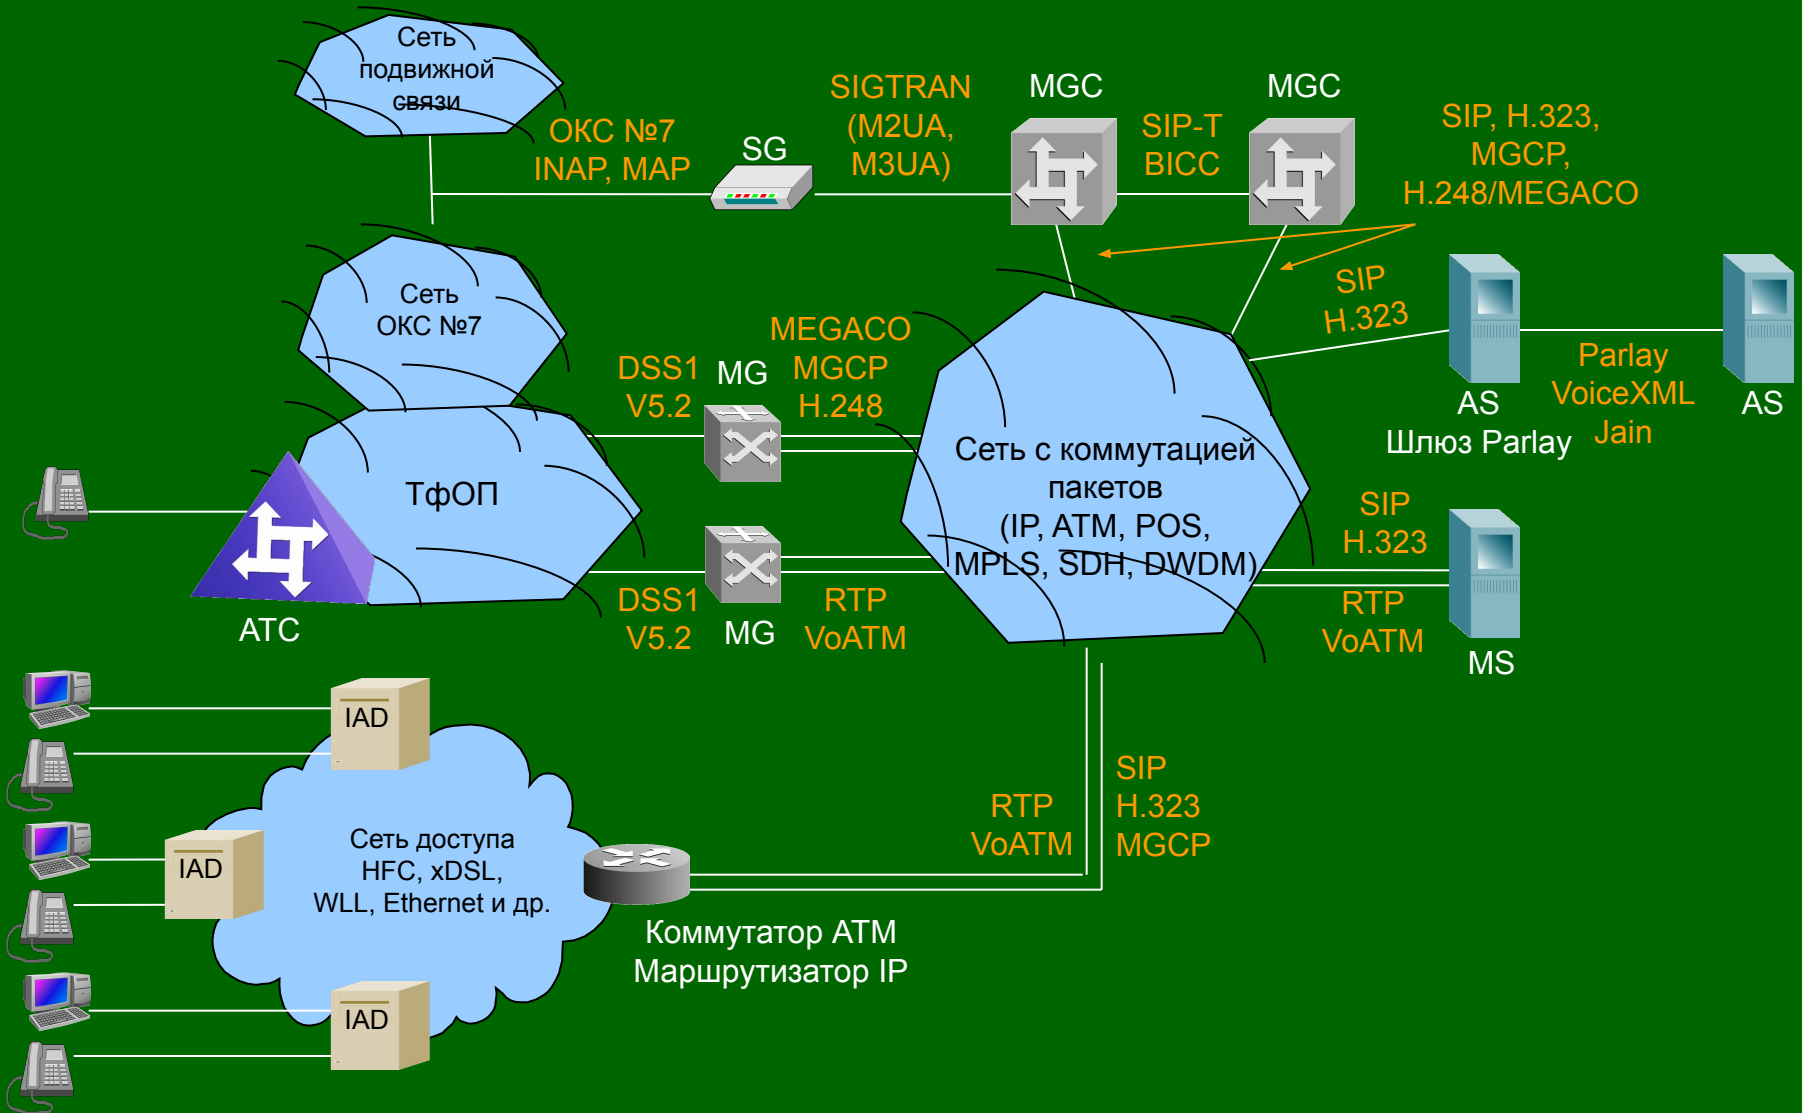 Сеть
подвижной
связи
ОКС №7
INAP, MAP
SG
SIGTRAN
(M2UA,
M3UA)
MGC
SIP-T
BICC
MGC
SIP, H.323,
MGCP,
H.248/MEGACO
Сеть
ОКС №7
DSS1
V5.2
MG
MEGACO
MGCP
H.248
SIP
H.323
AS
Шлюз Parlay
Parlay
VoiceXML
Jain
AS
ТфОП
АТС
Сеть с коммутацией
пакетов
(IP, ATM, POS,
MPLS, SDH, DWDM)
DSS1
V5.2
MG
RTP
VoATM
SIP
H.323
RTP
VoATM
MS
IAD
IAD
IAD
Сеть доступа
HFC, xDSL,
WLL, Ethernet и др.
RTP
VoATM
SIP
H.323
MGCP
Коммутатор ATM
Маршрутизатор IP